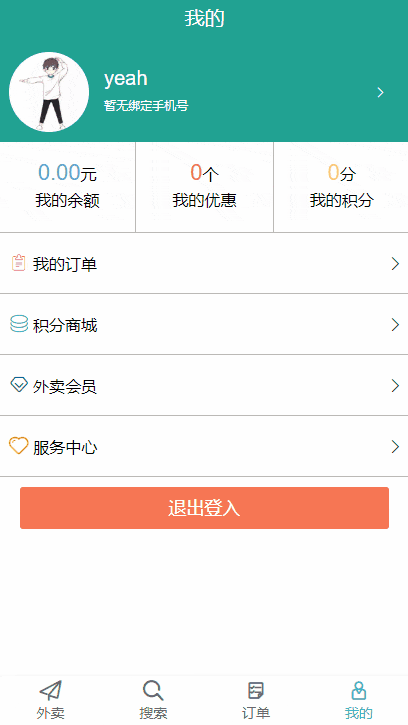 我的
yeah
暂无绑定手机号
0.00元 0个 0分
我的余额 我的优惠 我的积分
我的订单
积分商城
外卖会员
服务中心
退出登入
外卖 搜索 订单 我的